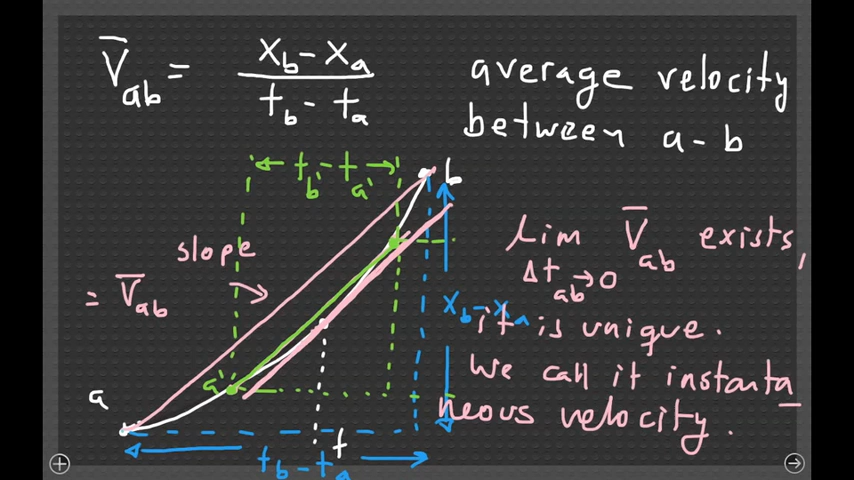 V̄ab = (xb - xa) / (tb - ta)
average velocity
between a - b
tb' - ta'
b
slope
= V̄ab
lim V̄ab exists,
Δtab→0
xb - xa
it is unique.
We call it instanta_
neous velocity.
a'
a
t
tb - ta